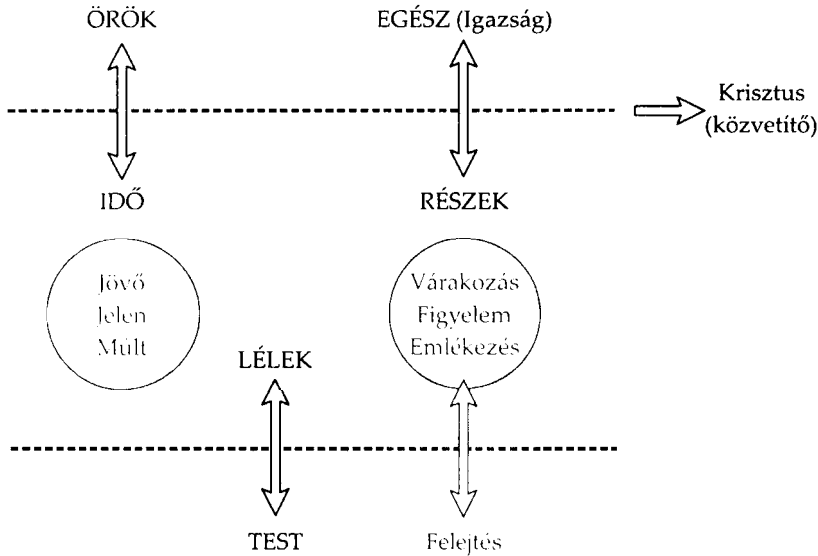 ÖRÖK
EGÉSZ (Igazság)
Krisztus
(közvetítő)
IDŐ
RÉSZEK
Jövő
Jelen
Múlt
Várakozás
Figyelem
Emlékezés
LÉLEK
TEST
Felejtés